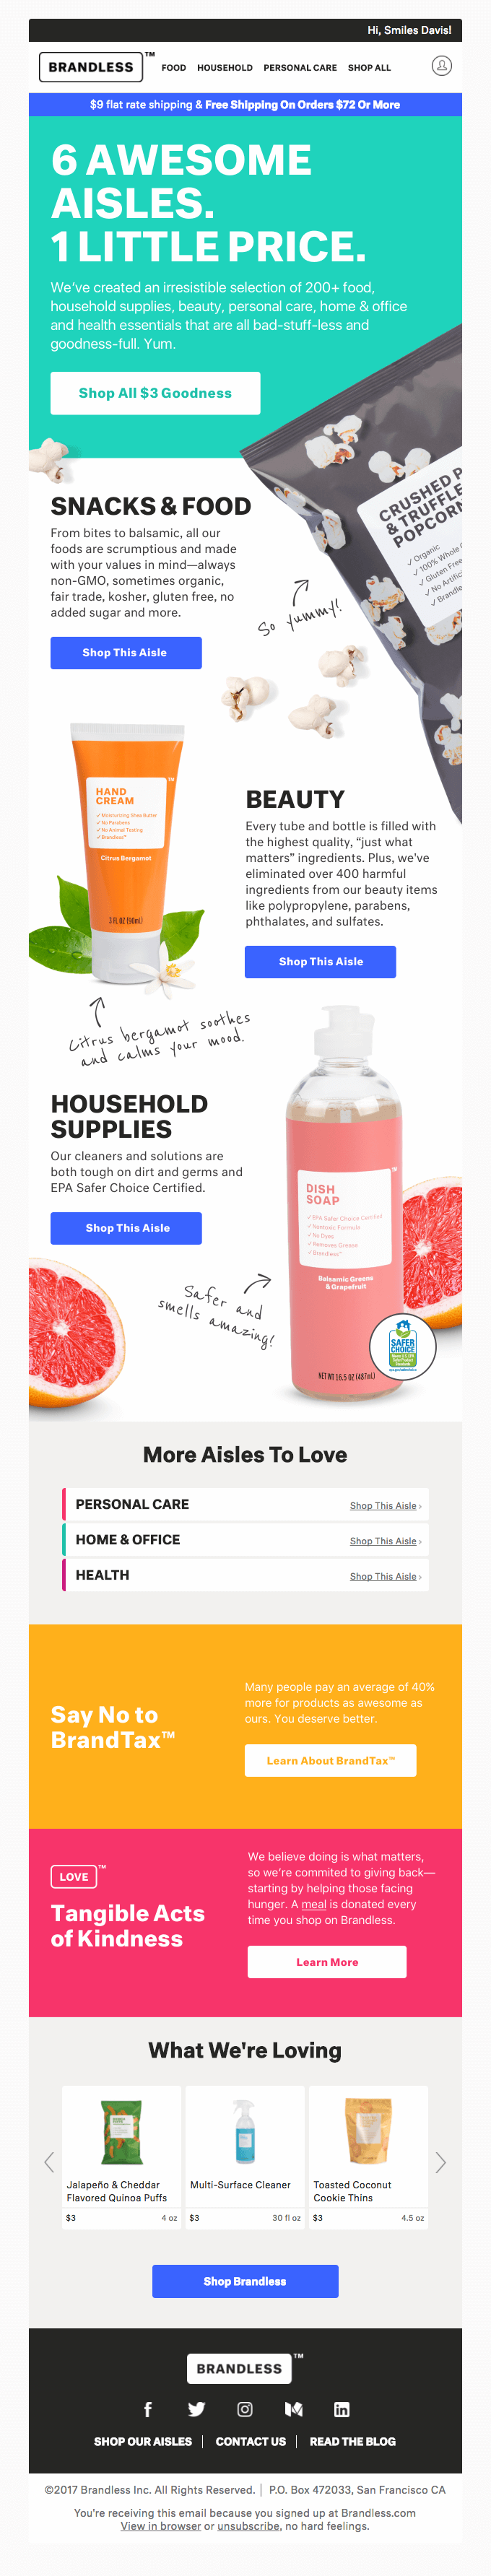 Hi, Smiles Davis!
BRANDLESS™ FOOD HOUSEHOLD PERSONAL CARE SHOP ALL
$9 flat rate shipping & Free Shipping On Orders $72 Or More
6 AWESOME
AISLES.
1 LITTLE PRICE.
We've created an irresistible selection of 200+ food,
household supplies, beauty, personal care, home & office
and health essentials that are all bad-stuff-less and
goodness-full. Yum.
Shop All $3 Goodness
CRUSHED
& TRUFFLE
POPCORN
✓ Organic
✓ 100% Whole
✓ Gluten Free
✓ No
SNACKS & FOOD
From bites to balsamic, all our
foods are scrumptious and made
with your values in mind—always
non-GMO, sometimes organic,
fair trade, kosher, gluten free, no
added sugar and more.
So yummy!
Shop This Aisle
HAND
CREAM
™
✓ Moisturizing Shea Butter
✓ No Parabens
✓ No Animal Testing
✓ Brandless™
Citrus Bergamot
3 FL OZ (90mL)
BEAUTY
Every tube and bottle is filled with
the highest quality, “just what
matters” ingredients. Plus, we've
eliminated over 400 harmful
ingredients from our beauty items
like polypropylene, parabens,
phthalates, and sulfates.
Shop This Aisle
Citrus bergamot soothes
and calms your mood.
HOUSEHOLD
SUPPLIES
Our cleaners and solutions are
both tough on dirt and germs and
EPA Safer Choice Certified.
Shop This Aisle
DISH
SOAP
™
✓ EPA Safer Choice Certified
✓ Nontoxic Formula
✓ No Dyes
✓ Removes Grease
✓ Brandless™
Balsamic Greens
& Grapefruit
Safer and
smells amazing!
SAFER
CHOICE
NET WT 16.5 OZ (487mL)
More Aisles To Love
PERSONAL CARE Shop This Aisle ›
HOME & OFFICE Shop This Aisle ›
HEALTH Shop This Aisle ›
Say No to
BrandTax™
Many people pay an average of 40%
more for products as awesome as
ours. You deserve better.
Learn About BrandTax™
LOVE™
Tangible Acts
of Kindness
We believe doing is what matters,
so we're commited to giving back—
starting by helping those facing
hunger. A meal is donated every
time you shop on Brandless.
Learn More
What We're Loving
Jalapeño & Cheddar
Flavored Quinoa Puffs
$3 4 oz
Multi-Surface Cleaner
$3 30 fl oz
Toasted Coconut
Cookie Thins
$3 4.5 oz
Shop Brandless
BRANDLESS™
SHOP OUR AISLES | CONTACT US | READ THE BLOG
©2017 Brandless Inc. All Rights Reserved. | P.O. Box 472033, San Francisco CA
You're receiving this email because you signed up at Brandless.com
View in browser or unsubscribe, no hard feelings.